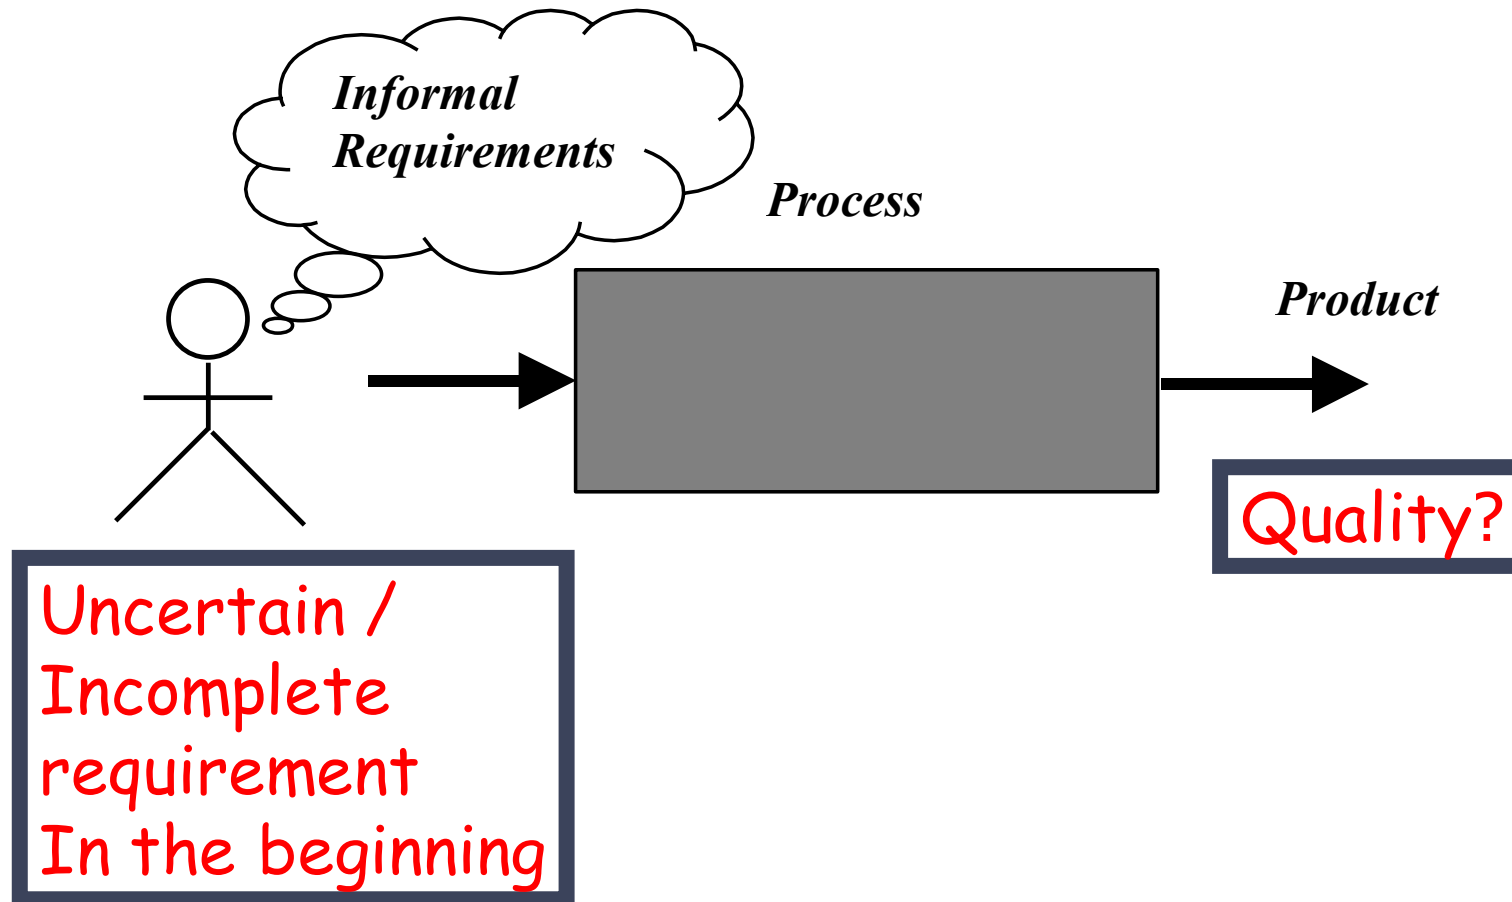 Informal
Requirements
Process
Product
Quality?
Uncertain /
Incomplete
requirement
In the beginning